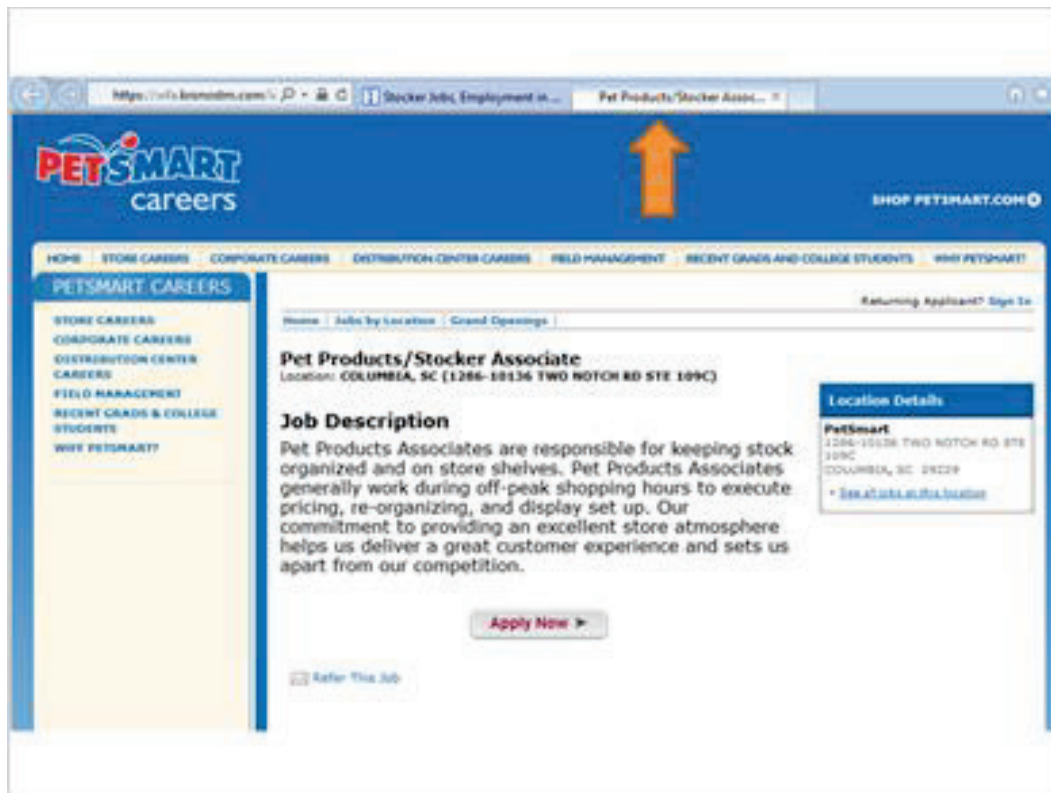 Stocker Jobs, Employment in ...
Pet Products/Stocker Assoc... ×
PETSMART
careers
SHOP PETSMART.COM
HOME STORE CAREERS CORPORATE CAREERS DISTRIBUTION CENTER CAREERS FIELD MANAGEMENT RECENT GRADS AND COLLEGE STUDENTS WHY PETSMART?
PETSMART CAREERS
STORE CAREERS
CORPORATE CAREERS
DISTRIBUTION CENTER
CAREERS
FIELD MANAGEMENT
RECENT GRADS & COLLEGE
STUDENTS
WHY PETSMART?
Returning Applicant? Sign In
Home | Jobs by Location | Grand Openings |
Pet Products/Stocker Associate
Location: COLUMBIA, SC (1286-10136 TWO NOTCH RD STE 109C)
Job Description
Pet Products Associates are responsible for keeping stock
organized and on store shelves. Pet Products Associates
generally work during off-peak shopping hours to execute
pricing, re-organizing, and display set up. Our
commitment to providing an excellent store atmosphere
helps us deliver a great customer experience and sets us
apart from our competition.
Apply Now
Refer This Job
Location Details
PetSmart
1286-10136 TWO NOTCH RD STE
109C
COLUMBIA, SC 29229
See all jobs at this location